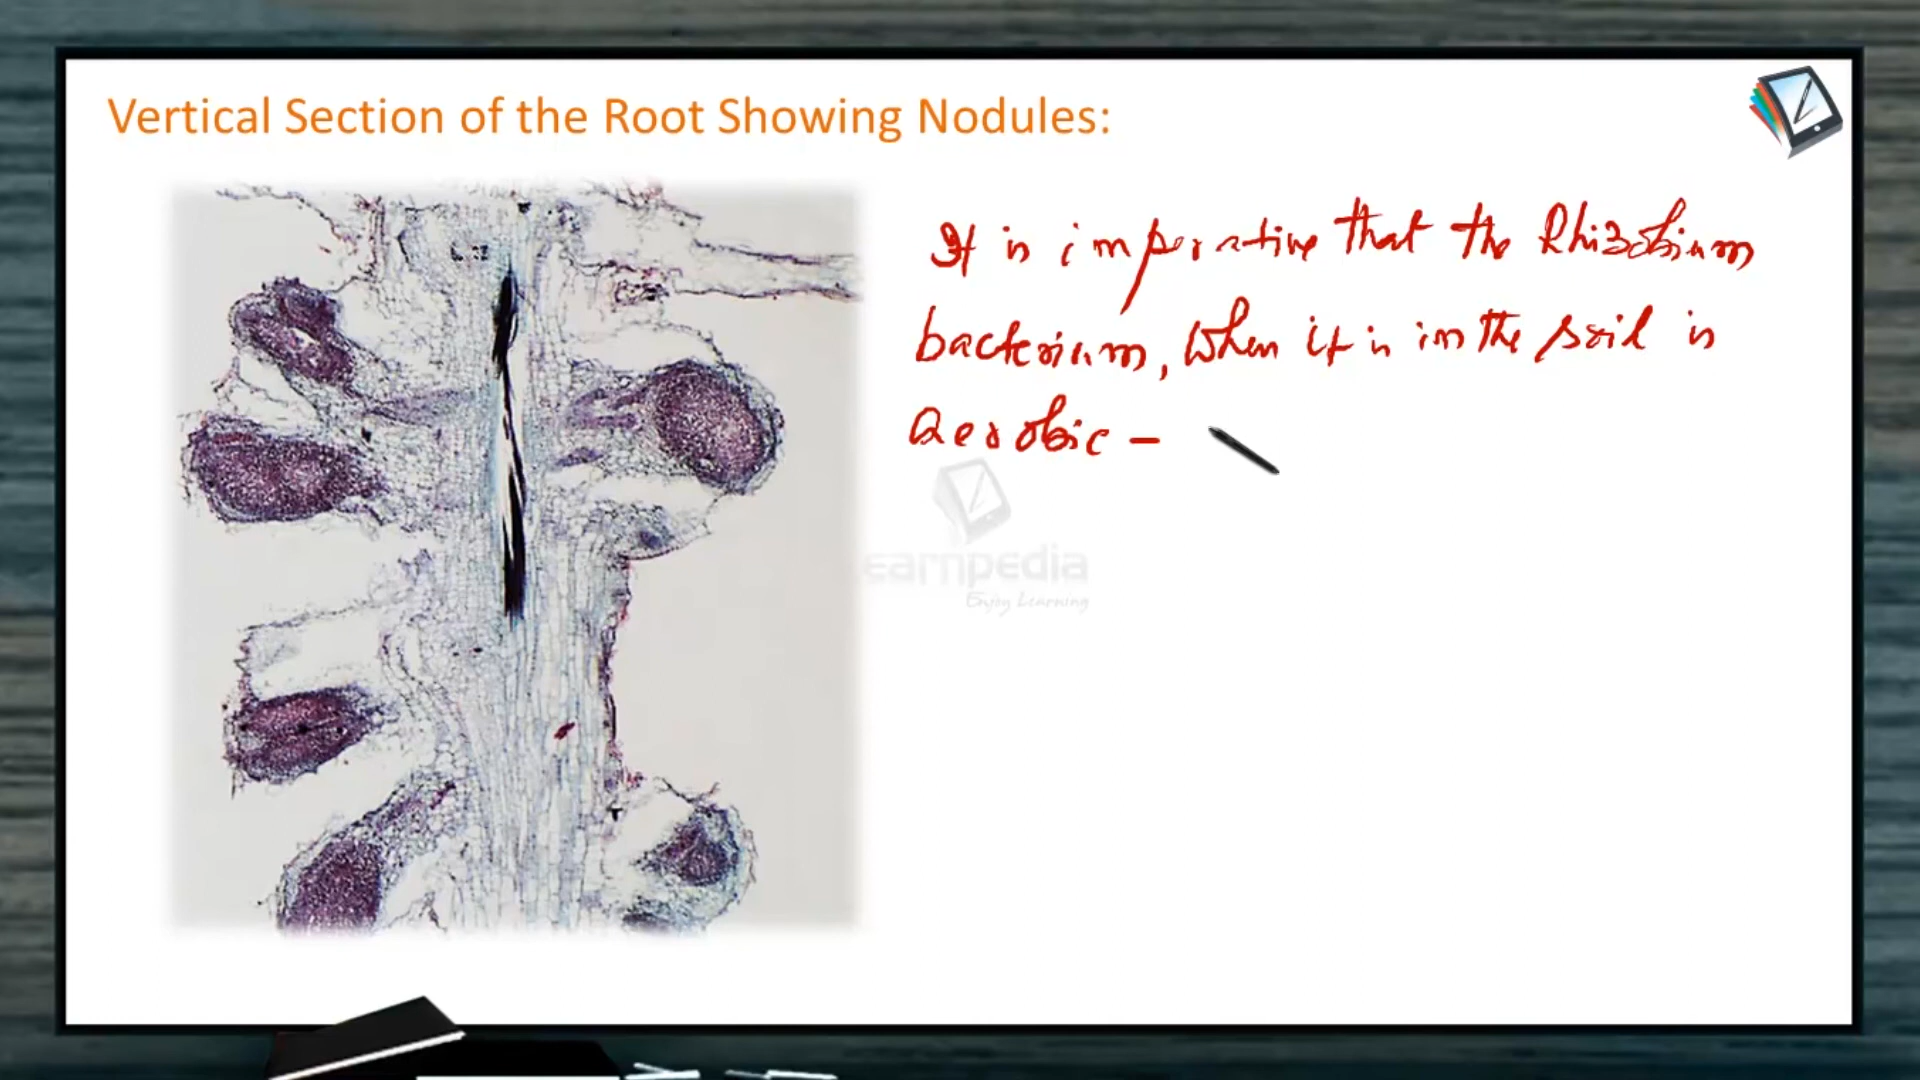 Vertical Section of the Root Showing Nodules:
It is imperative that the Rhizobium
bacterium, when it is in the soil is
Aerobic -
earnpedia
Enjoy Learning